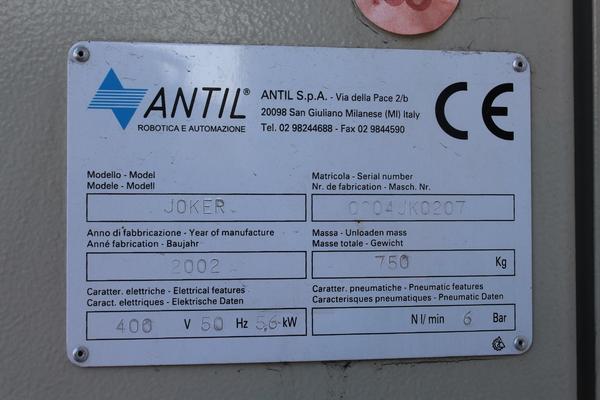 ANTIL®
ROBOTICA E AUTOMAZIONE
ANTIL S.p.A. - Via della Pace 2/b
20098 San Giuliano Milanese (MI) Italy
Tel. 02 98244688 - Fax 02 9844590
CE
Modello - Model
Modele - Modell
JOKER
Matricola - Serial number
Nr. de fabrication - Masch. Nr.
0204JK0207
Anno di fabbricazione - Year of manufacture
Anné fabrication - Baujahr
2002
Massa - Unloaden mass
Masse totale - Gewicht
750 Kg
Caratter. elettriche - Elettrical features
Caract. elettriques - Elektrische Daten
400 V 50 Hz 5,6 kW
Caratter. pneumatiche - Pneumatic features
Caracteristiques pneumatiques - Pneumatic Daten
N l/min 6 Bar